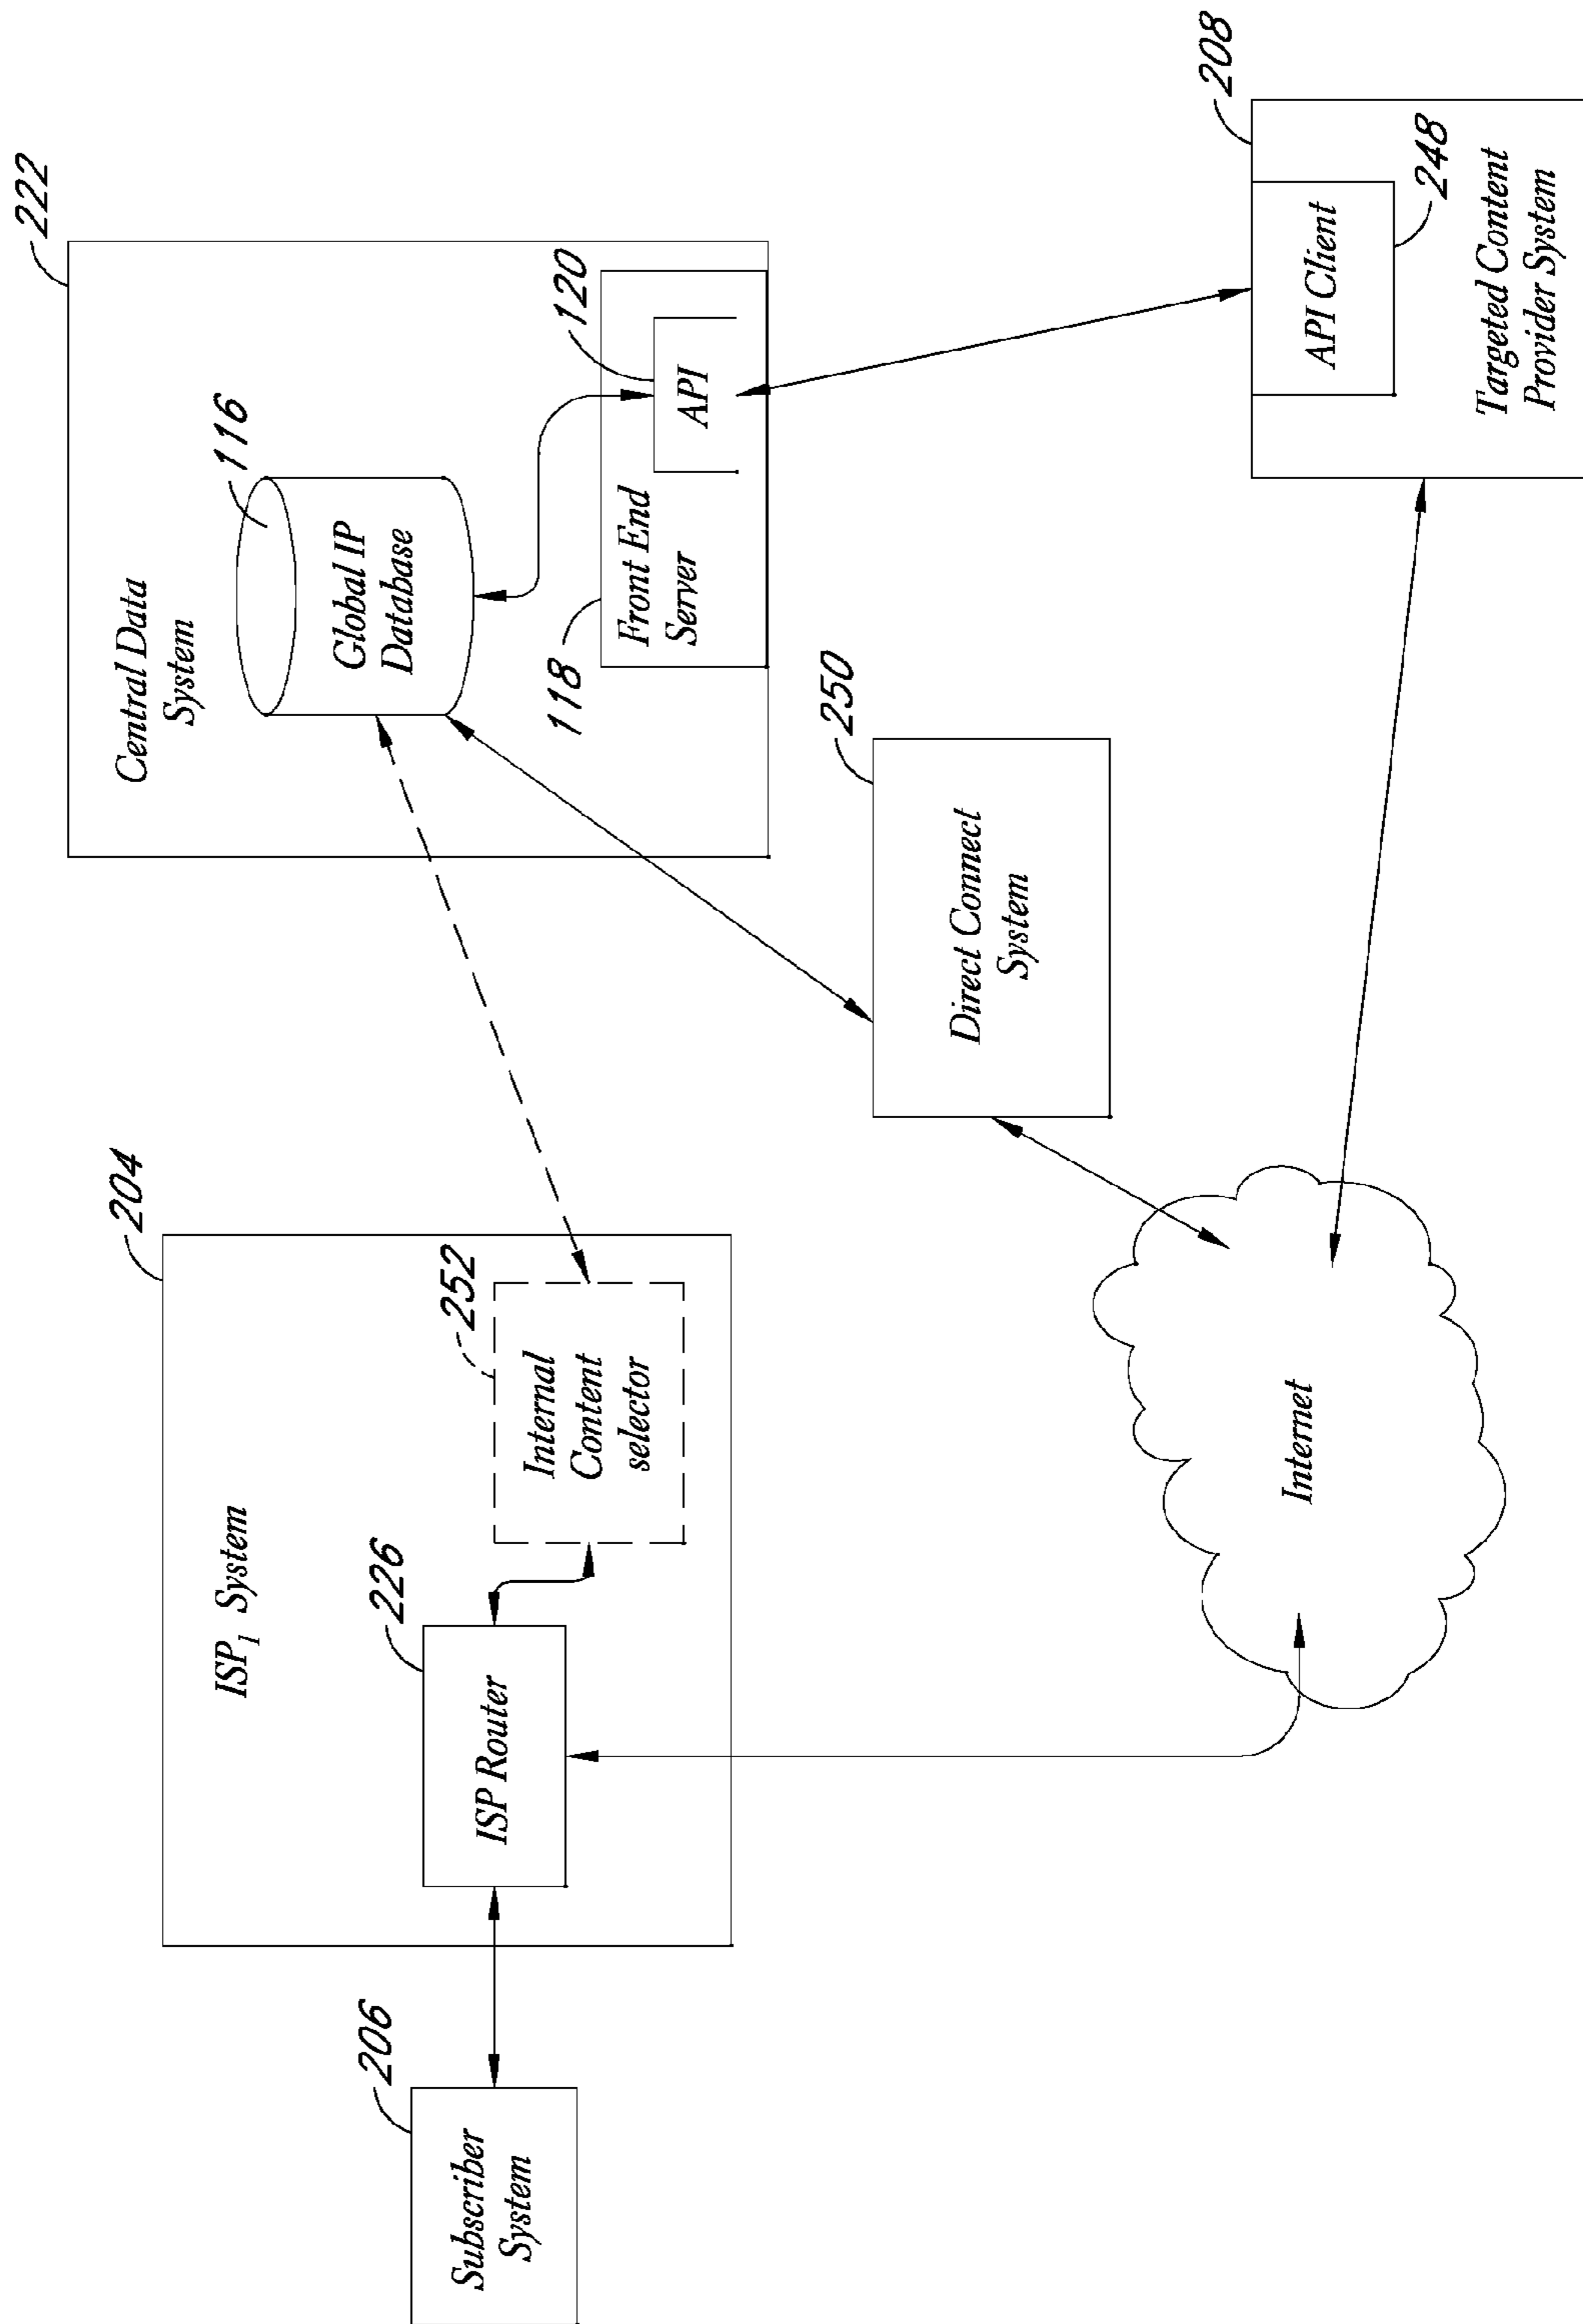 222
Central Data
System
116
Global IP
Database
120
API
118
Front End
Server
204
ISP1 System
252
Internal
Content
selector
226
ISP Router
206
Subscriber
System
250
Direct Connect
System
Internet
208
API Client
248
Targeted Content
Provider System